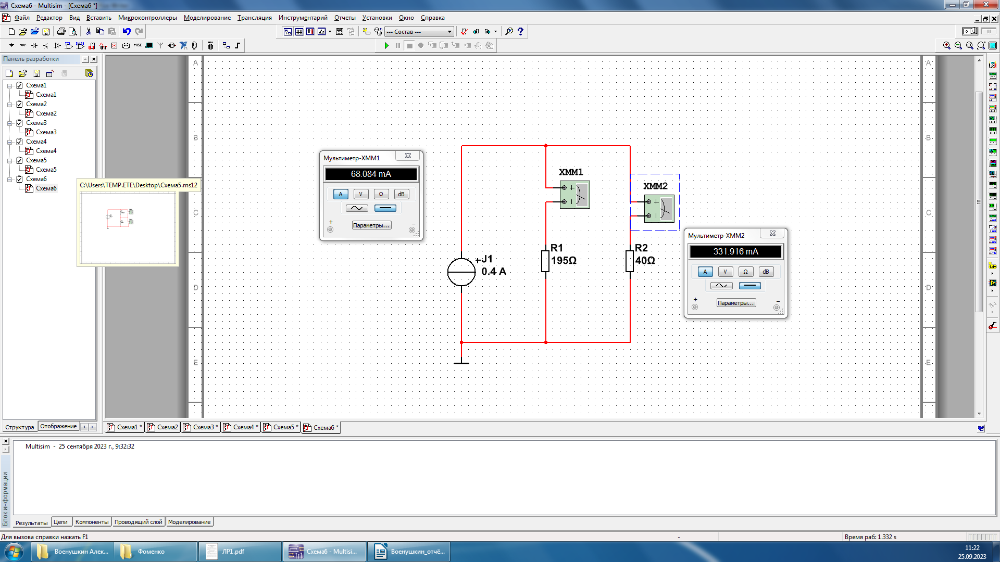 Схема6 - Multisim - [Схема6 *]
Файл Редактор Вид Вставить Микроконтроллеры Моделирование Трансляция Инструментарий Отчеты Установки Окно Справка
--- Состав ---
MISC
Панель разработки
Схема1
Схема1
Схема2
Схема2
Схема3
Схема3
Схема4
Схема4
Схема5
Схема5
Схема6
Схема6
C:\Users\TEMP.ETE\Desktop\Схема5.ms12
Структура Отображение
A
B
C
D
E
A
B
C
D
E
Мультиметр-XMM1
68.084 mA
A V Ω dB
+ Параметры... −
XMM1
+
XMM2
+
R1
195Ω
R2
40Ω
+ J1
0.4 A
Мультиметр-XMM2
331.916 mA
A V Ω dB
+ Параметры... −
Схема1 * Схема2 Схема3 * Схема4 * Схема5 * Схема6 *
Multisim - 25 сентября 2023 г., 9:32:32
Блок информации
Результаты Цепи Компоненты Проводящий слой Моделирование
Для вызова справки нажать F1
-
Время раб: 1.332 s
Военушкин Алек... Фоменко ЛР1.pdf Схема6 - Multisi... Военушкин_отчё...
11:22
25.09.2023